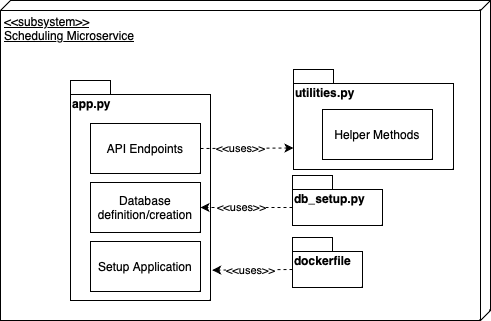 <<subsystem>>
Scheduling Microservice
app.py
API Endpoints
Database
definition/creation
Setup Application
<<uses>>
<<uses>>
<<uses>>
utilities.py
Helper Methods
db_setup.py
dockerfile